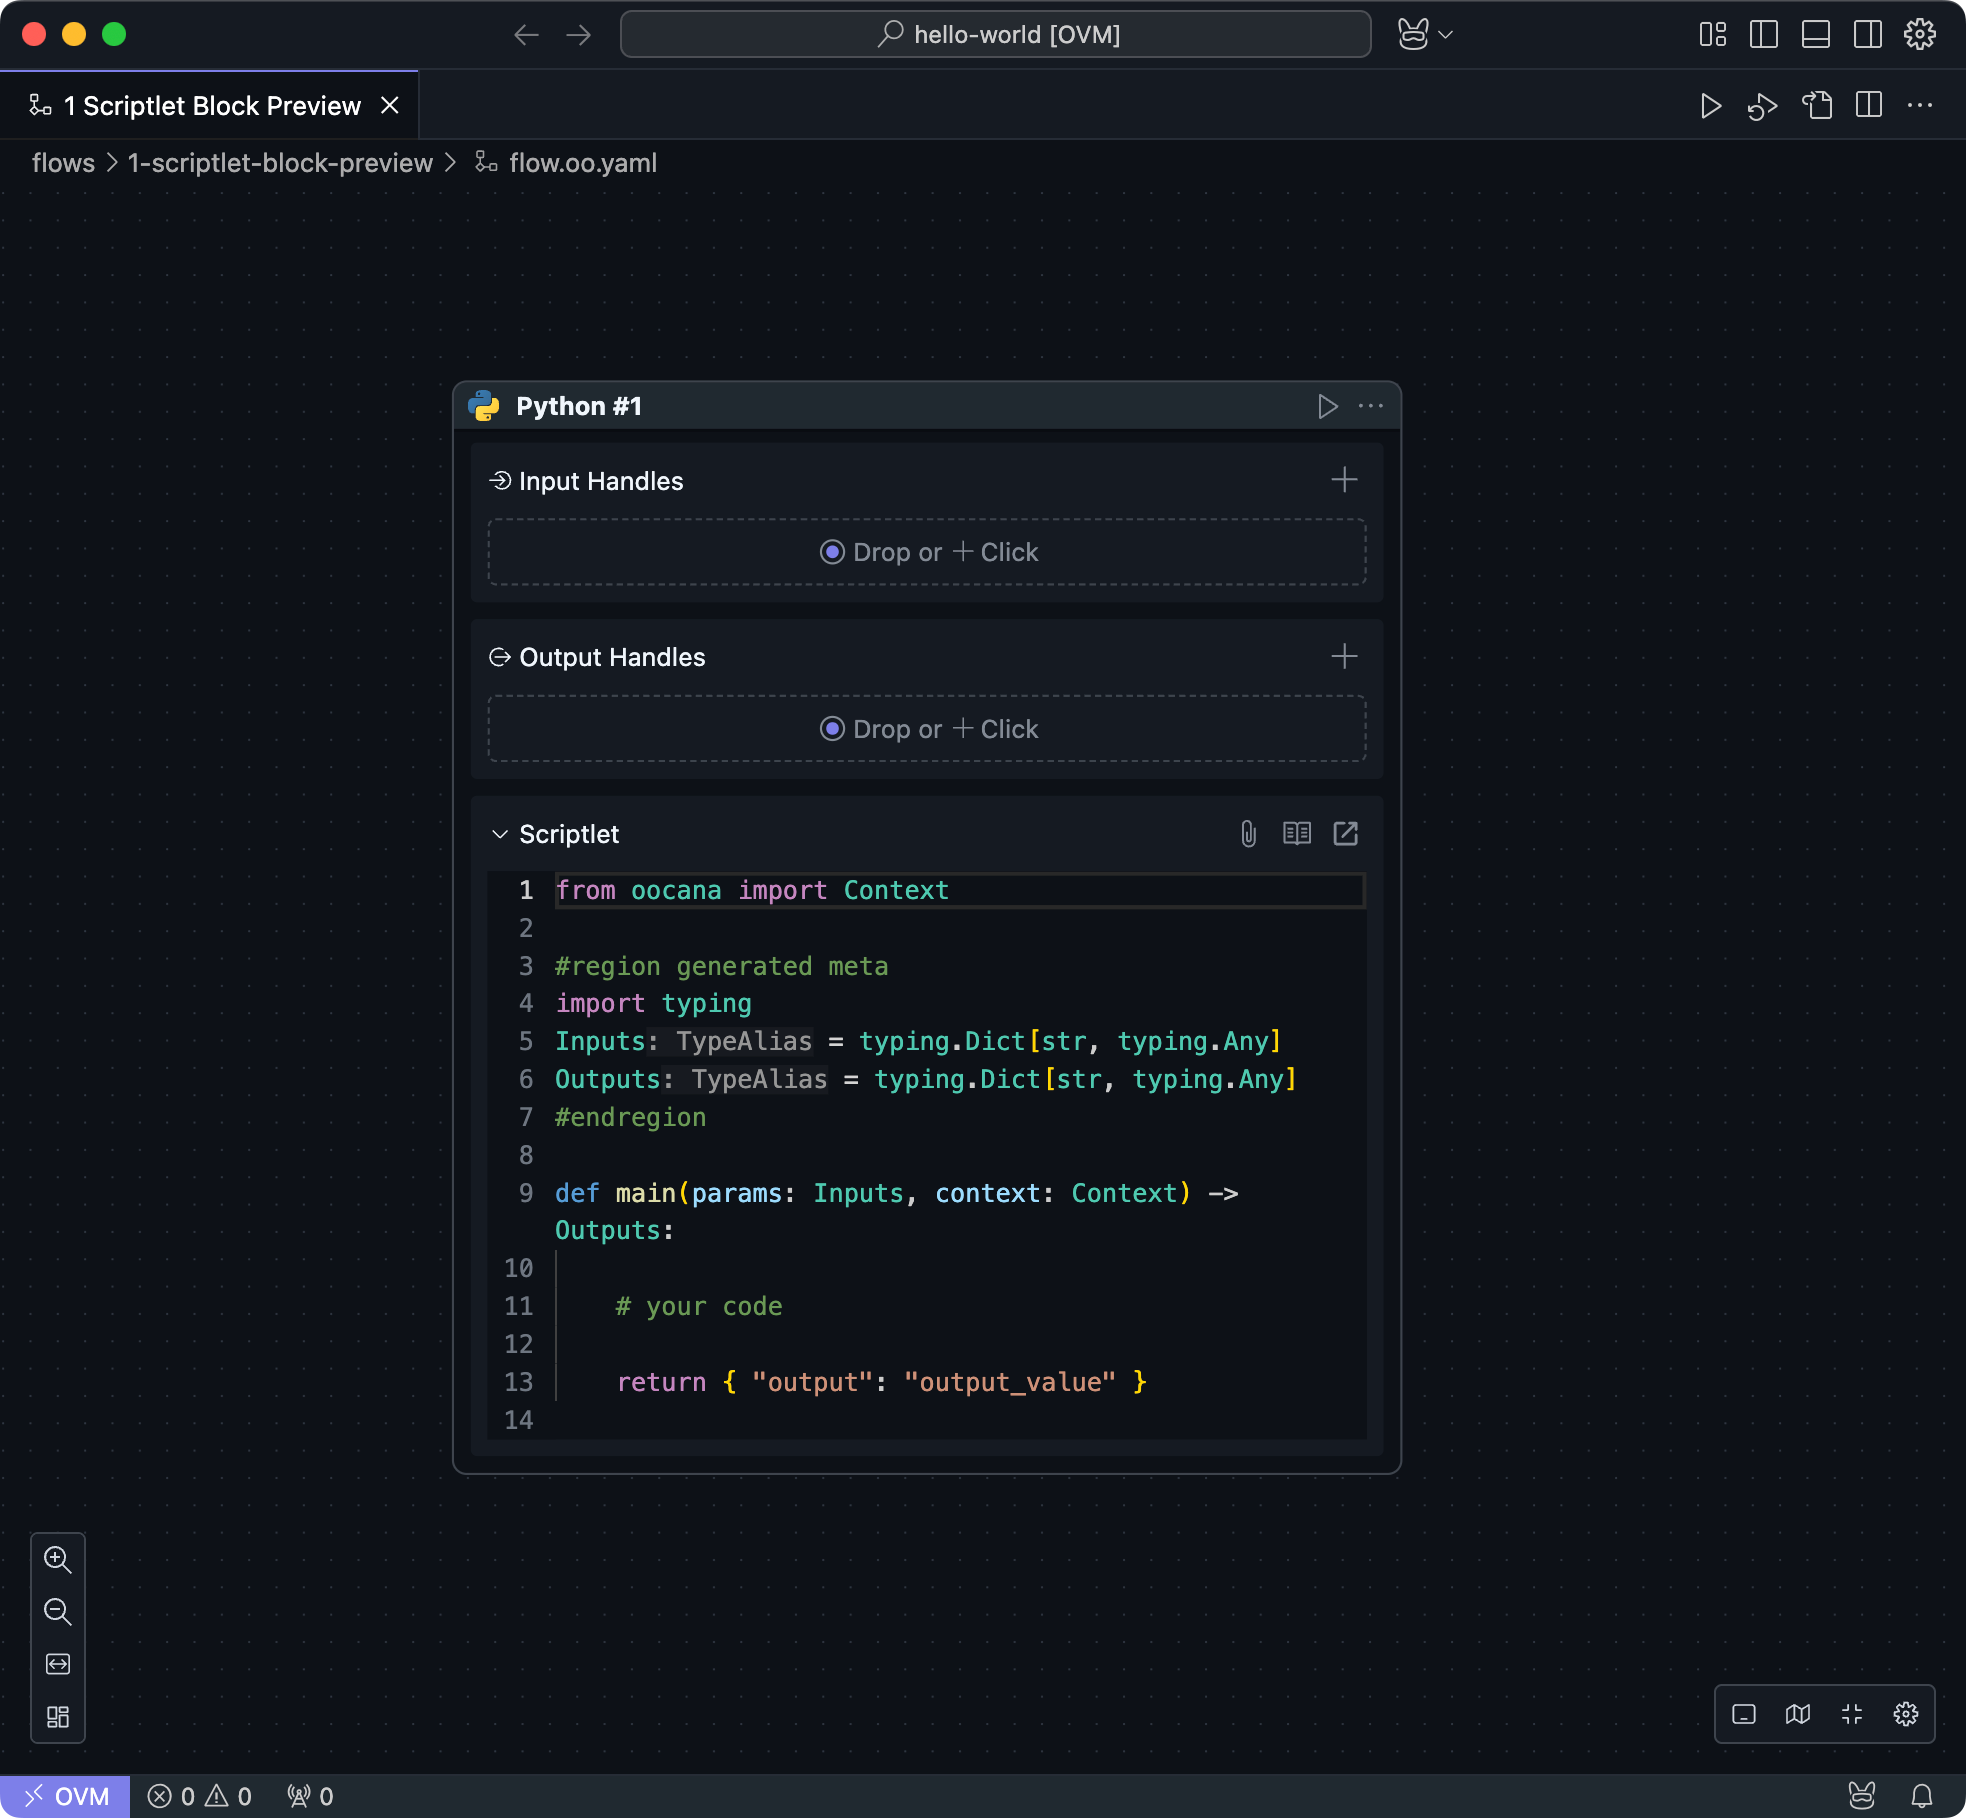 hello-world [OVM]
1 Scriptlet Block Preview
flows > 1-scriptlet-block-preview > flow.oo.yaml
Python #1
Input Handles
Drop or + Click
Output Handles
Drop or + Click
Scriptlet
1 from oocana import Context
2
3 #region generated meta
4 import typing
5 Inputs: TypeAlias = typing.Dict[str, typing.Any]
6 Outputs: TypeAlias = typing.Dict[str, typing.Any]
7 #endregion
8
9 def main(params: Inputs, context: Context) ->
Outputs:
10
11 # your code
12
13 return { "output": "output_value" }
14
OVM 0 0 0